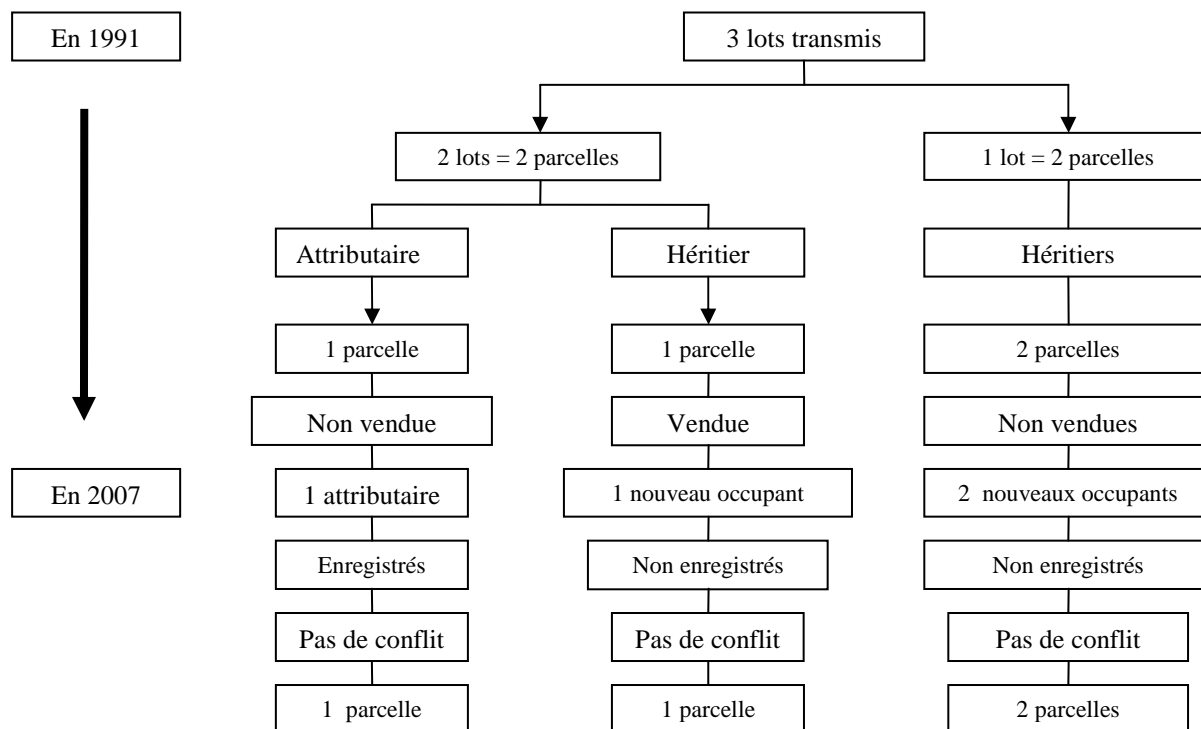 En 1991
3 lots transmis
2 lots = 2 parcelles
1 lot = 2 parcelles
Attributaire
Héritier
Héritiers
1 parcelle
1 parcelle
2 parcelles
Non vendue
Vendue
Non vendues
En 2007
1 attributaire
1 nouveau occupant
2 nouveaux occupants
Enregistrés
Non enregistrés
Non enregistrés
Pas de conflit
Pas de conflit
Pas de conflit
1 parcelle
1 parcelle
2 parcelles